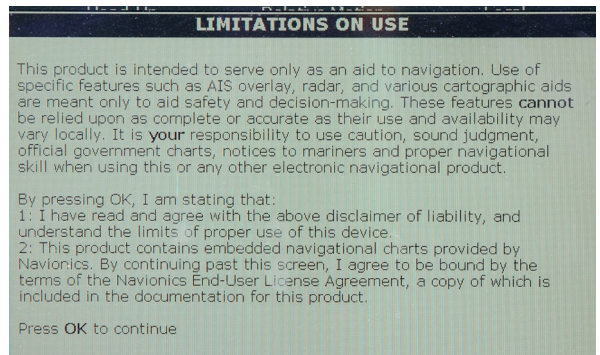 LIMITATIONS ON USE
This product is intended to serve only as an aid to navigation. Use of
specific features such as AIS overlay, radar, and various cartographic aids
are meant only to aid safety and decision-making. These features cannot
be relied upon as complete or accurate as their use and availability may
vary locally. It is your responsibility to use caution, sound judgment,
official government charts, notices to mariners and proper navigational
skill when using this or any other electronic navigational product.
By pressing OK, I am stating that:
1: I have read and agree with the above disclaimer of liability, and
understand the limits of proper use of this device.
2: This product contains embedded navigational charts provided by
Navionics. By continuing past this screen, I agree to be bound by the
terms of the Navionics End-User License Agreement, a copy of which is
included in the documentation for this product.
Press OK to continue